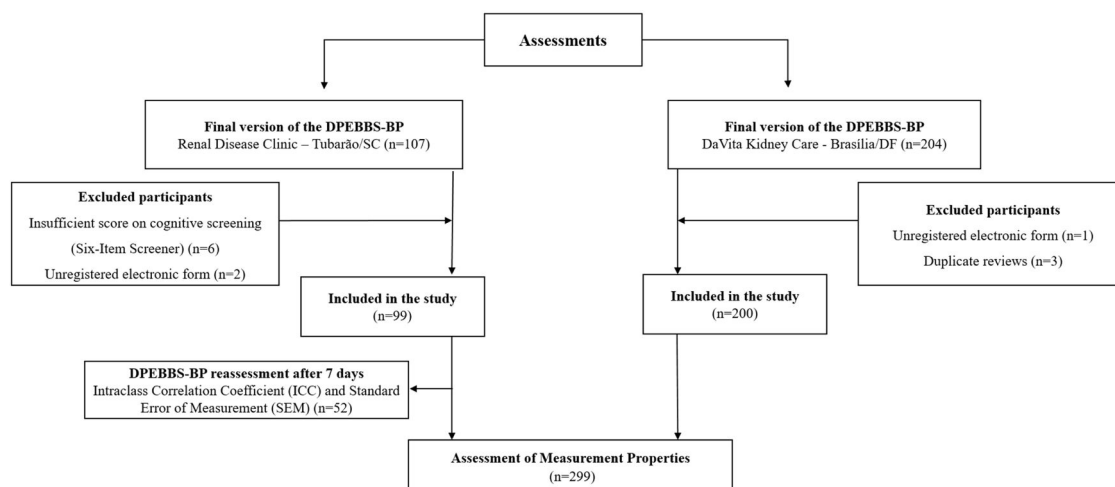 Assessments
Final version of the DPEBBS-BP
Renal Disease Clinic – Tubarão/SC (n=107)
Final version of the DPEBBS-BP
DaVita Kidney Care - Brasília/DF (n=204)
Excluded participants
Insufficient score on cognitive screening
(Six-Item Screener) (n=6)
Unregistered electronic form (n=2)
Excluded participants
Unregistered electronic form (n=1)
Duplicate reviews (n=3)
Included in the study
(n=99)
Included in the study
(n=200)
DPEBBS-BP reassessment after 7 days
Intraclass Correlation Coefficient (ICC) and Standard
Error of Measurement (SEM) (n=52)
Assessment of Measurement Properties
(n=299)